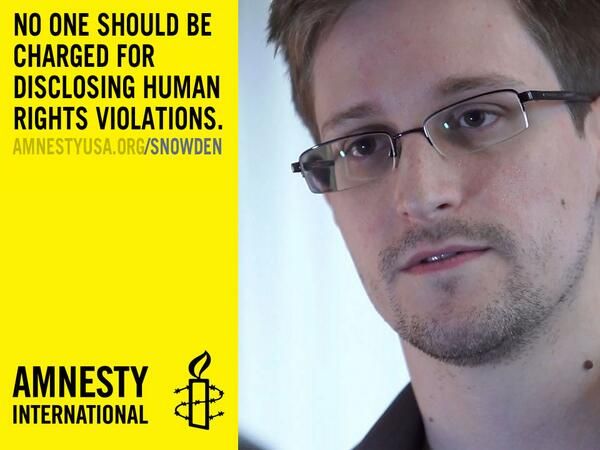 NO ONE SHOULD BE
CHARGED FOR
DISCLOSING HUMAN
RIGHTS VIOLATIONS.
AMNESTYUSA.ORG/SNOWDEN
AMNESTY
INTERNATIONAL